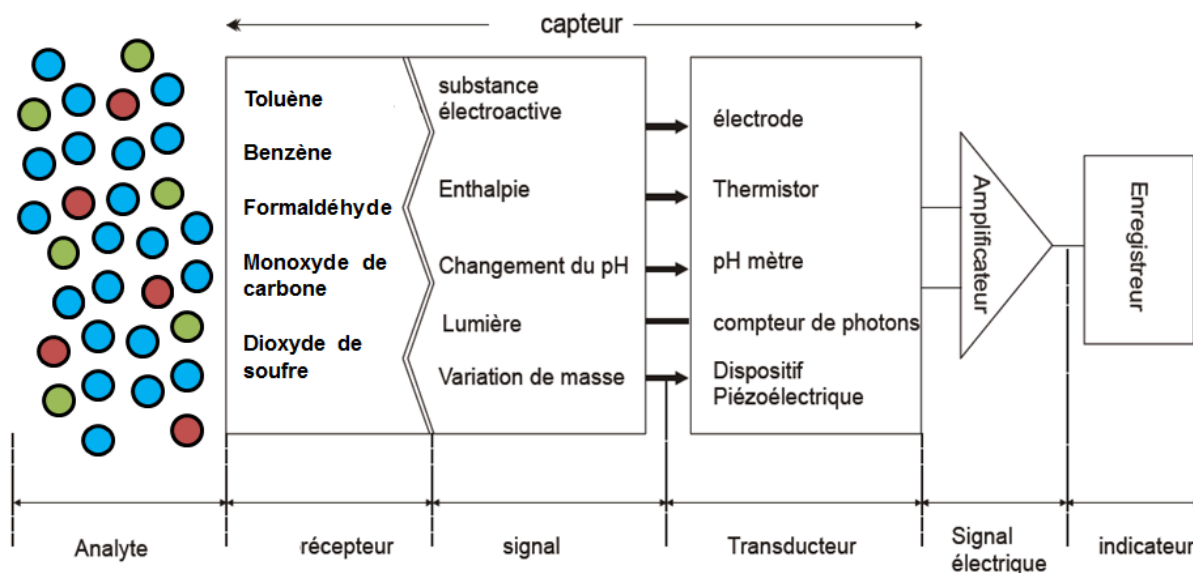 capteur
Toluène
Benzène
Formaldéhyde
Monoxyde de
carbone
Dioxyde de
soufre
substance
électroactive
Enthalpie
Changement du pH
Lumière
Variation de masse
électrode
Thermistor
pH mètre
compteur de photons
Dispositif
Piézoélectrique
Amplificateur
Enregistreur
Analyte
récepteur
signal
Transducteur
Signal
électrique
indicateur